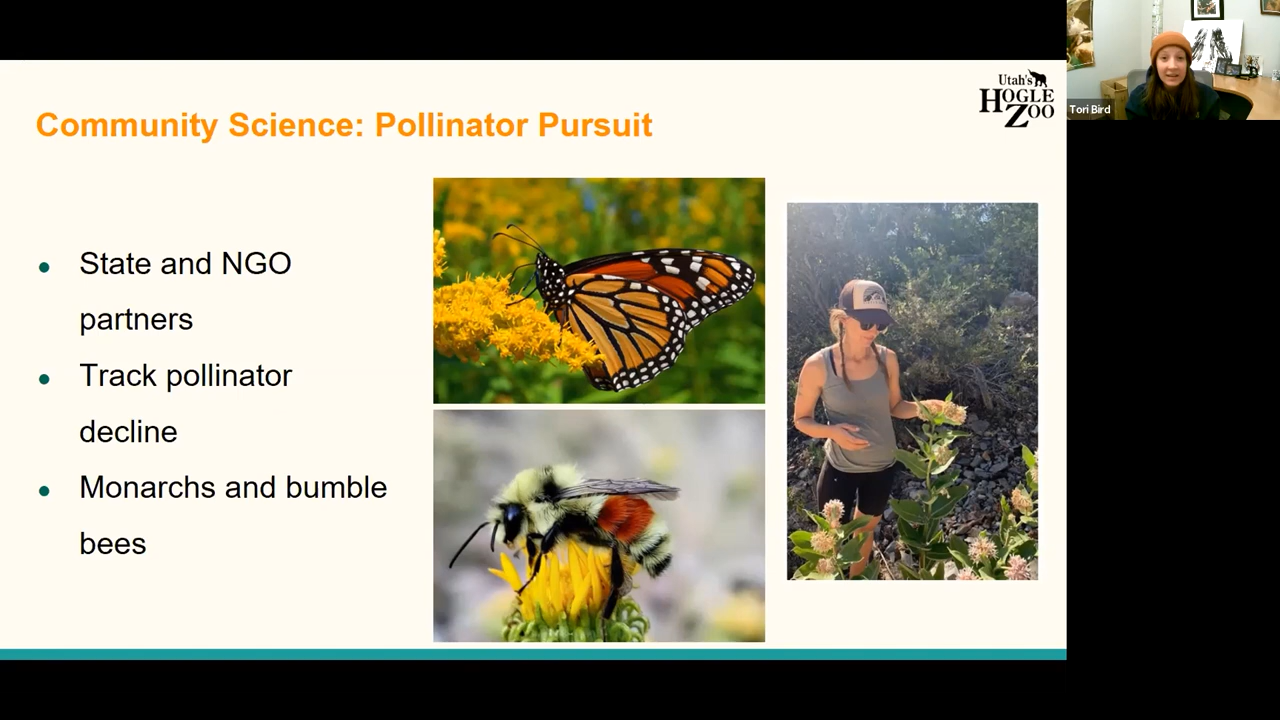 Community Science: Pollinator Pursuit
Utah's
HOGLE
ZOO
Tori Bird
State and NGO
partners
Track pollinator
decline
Monarchs and bumble
bees